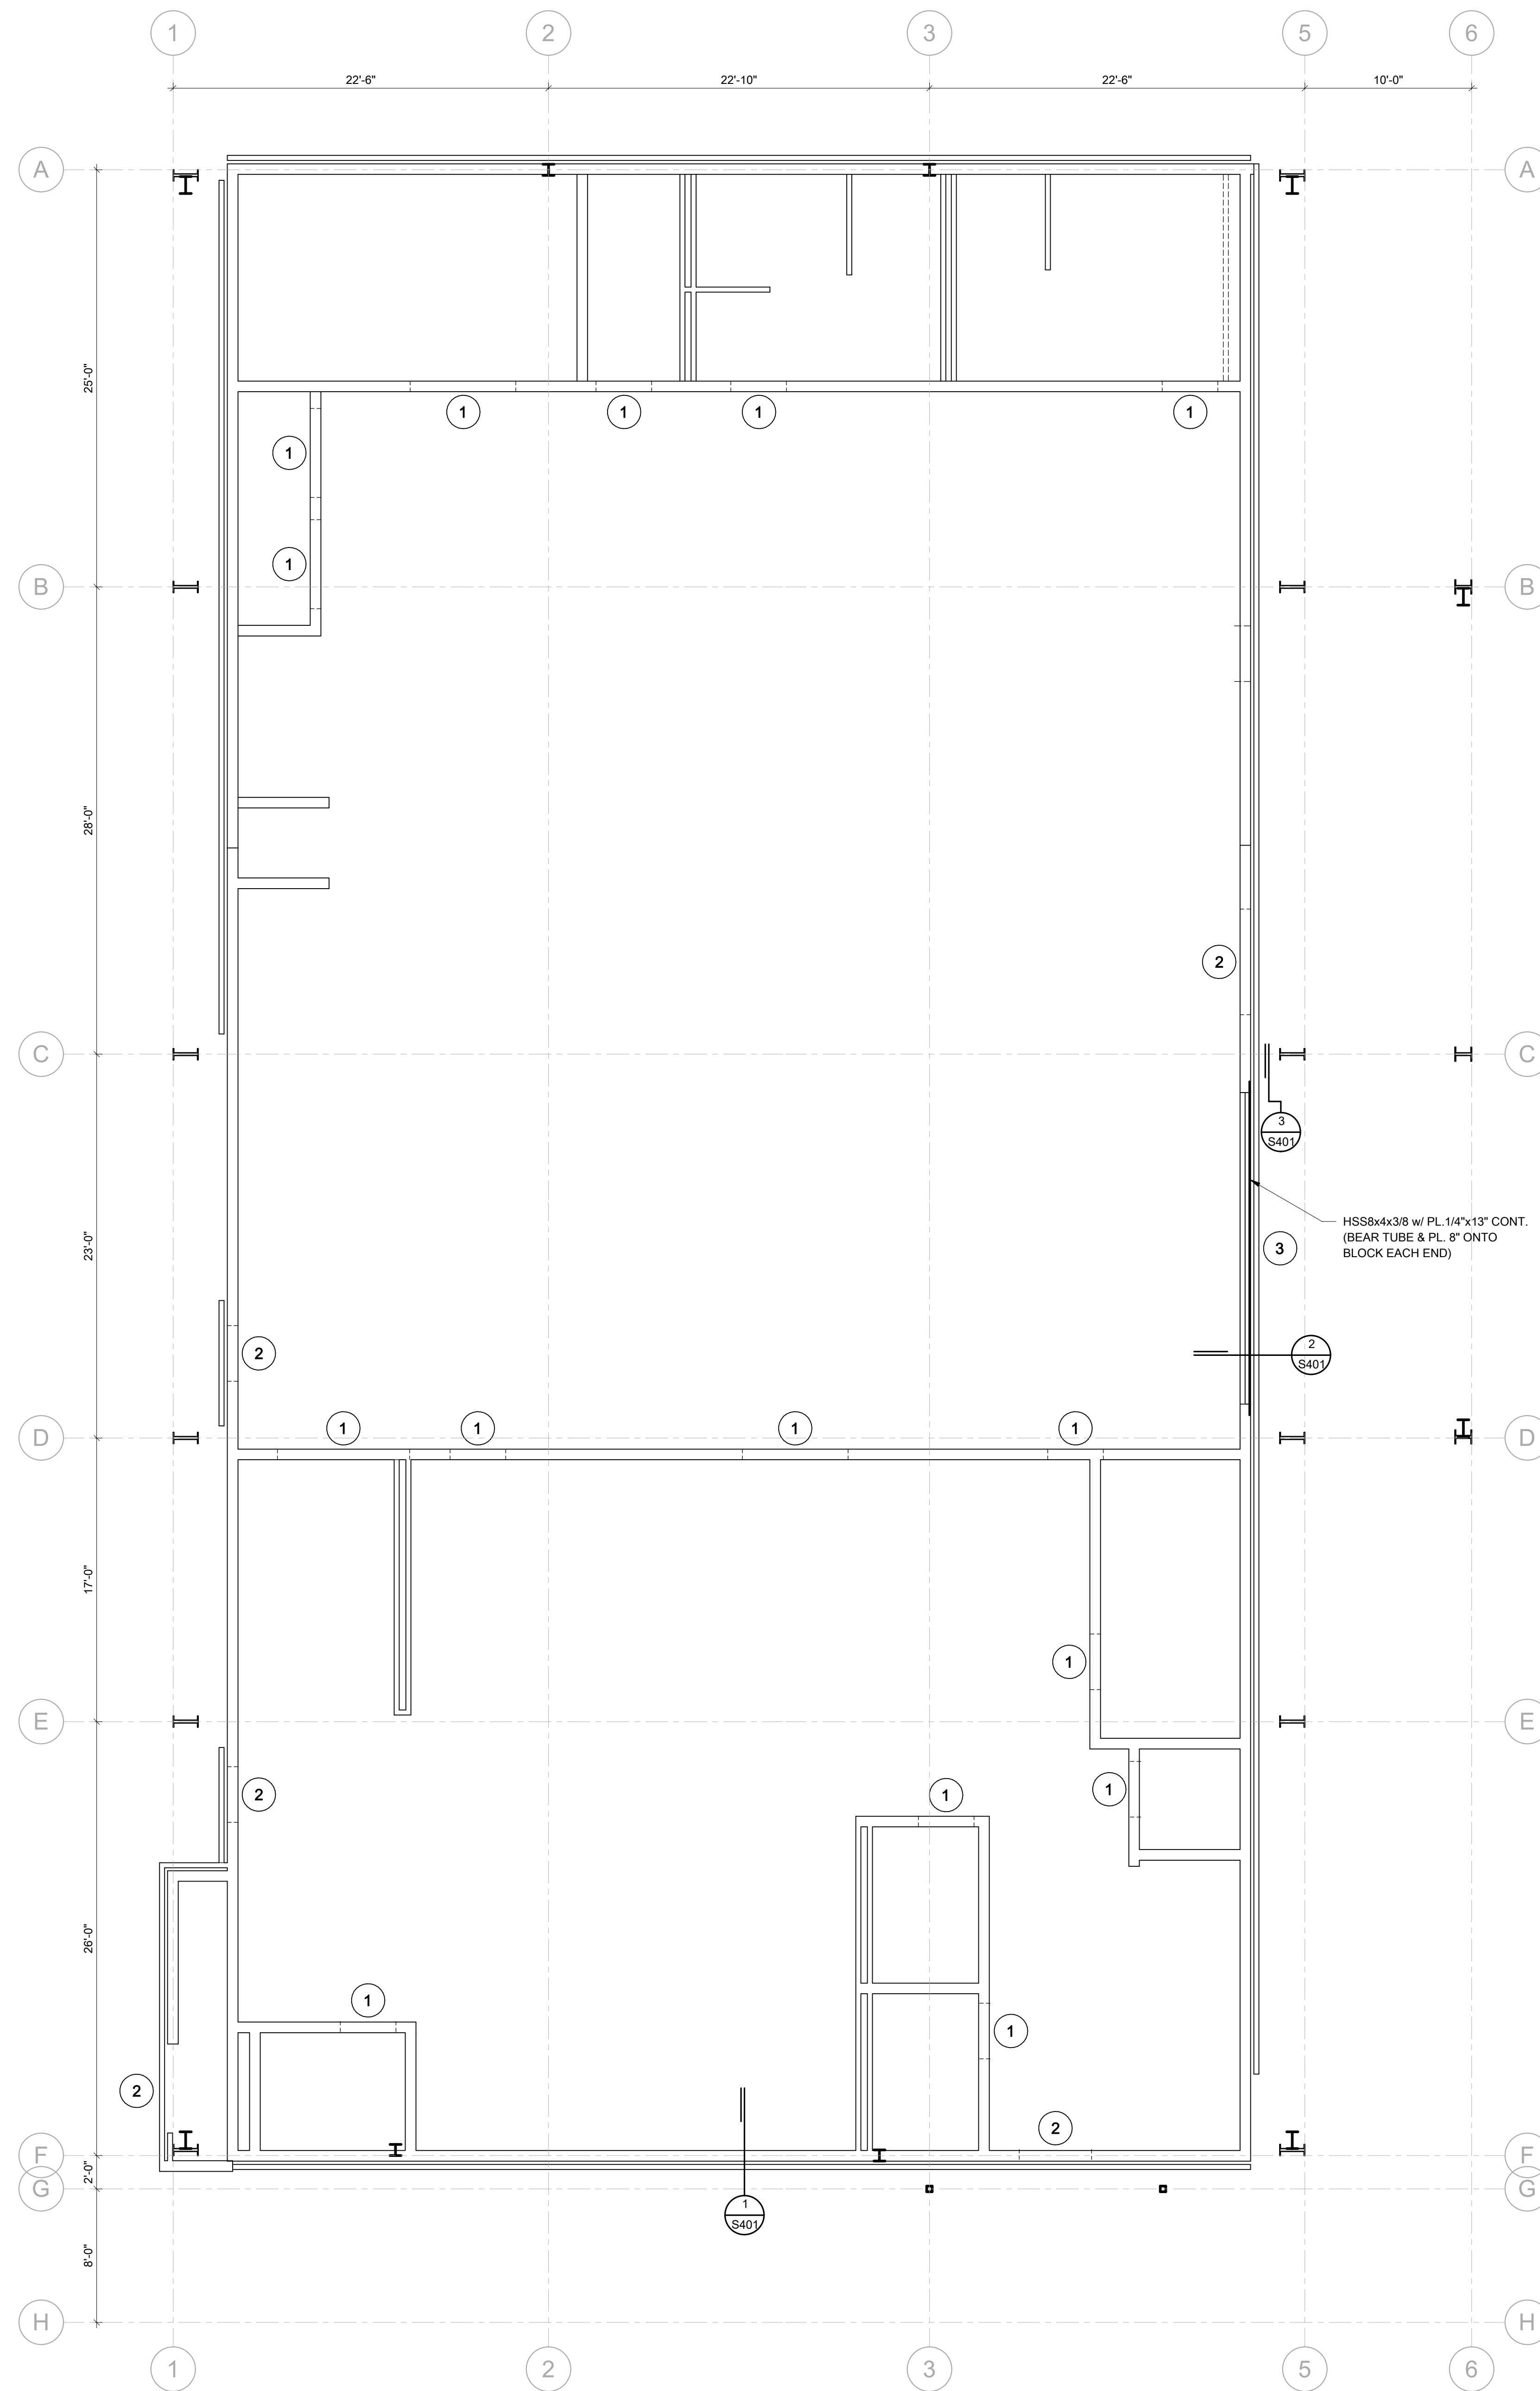 1 2 3 5 6
22'-6" 22'-10" 22'-6" 10'-0"
A A
25'-0"
1 1 1 1
1
1
B B
28'-0"
2
C C
3
S401
HSS8x4x3/8 w/ PL.1/4"x13" CONT.
(BEAR TUBE & PL. 8" ONTO
BLOCK EACH END)
23'-0"
3
2
2
S401
1 1 1 1
D D
17'-0"
1
E E
1
2 1
26'-0"
1
1
2
2
F F
2'-0"
G G
1
S401
8'-0"
H H
1 2 3 5 6